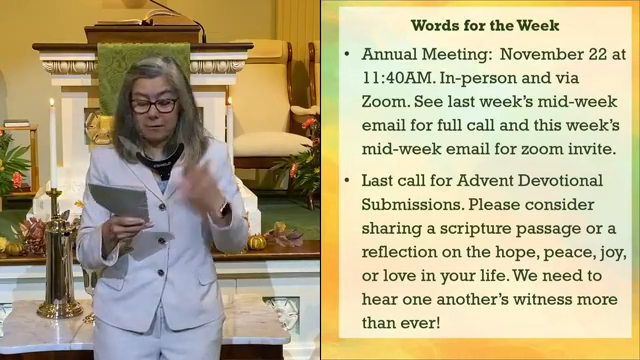 Words for the Week
• Annual Meeting: November 22 at
11:40AM. In-person and via
Zoom. See last week's mid-week
email for full call and this week's
mid-week email for zoom invite.
• Last call for Advent Devotional
Submissions. Please consider
sharing a scripture passage or a
reflection on the hope, peace, joy,
or love in your life. We need to
hear one another's witness more
than ever!